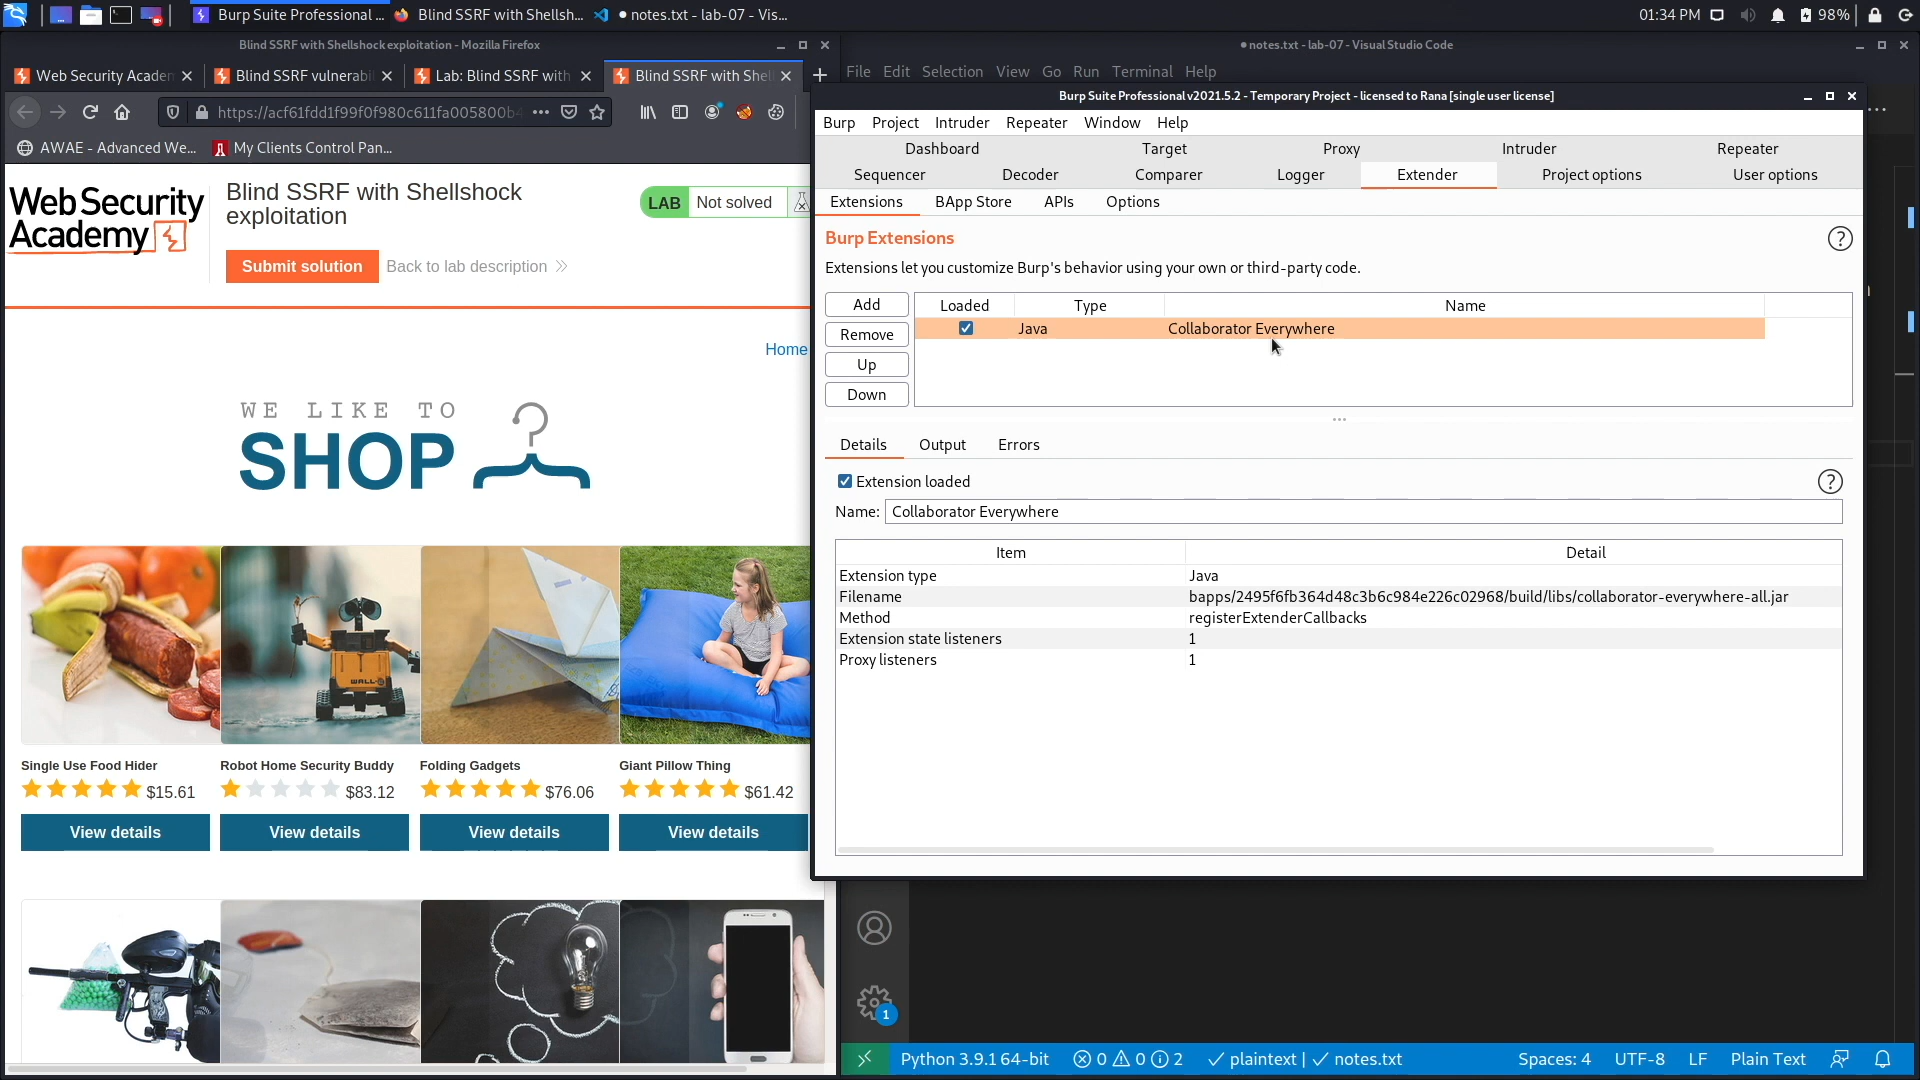 Burp Suite Professional ...
Blind SSRF with Shellsh...
● notes.txt - lab-07 - Vis...
01:34 PM
98%
Blind SSRF with Shellshock exploitation - Mozilla Firefox
Web Security Academ
Blind SSRF vulnerabil
Lab: Blind SSRF with
Blind SSRF with Shel
https://acf61fdd1f99f0f980c611fa005800b4
AWAE - Advanced We...
My Clients Control Pan...
Web Security
Academy
Blind SSRF with Shellshock
exploitation
LAB
Not solved
Submit solution
Back to lab description
Home
WE LIKE TO
SHOP
WALL-E
Single Use Food Hider
$15.61
View details
Robot Home Security Buddy
$83.12
View details
Folding Gadgets
$76.06
View details
Giant Pillow Thing
$61.42
View details
● notes.txt - lab-07 - Visual Studio Code
File Edit Selection View Go Run Terminal Help
Burp Suite Professional v2021.5.2 - Temporary Project - licensed to Rana [single user license]
Burp Project Intruder Repeater Window Help
Dashboard Target Proxy Intruder Repeater
Sequencer Decoder Comparer Logger Extender Project options User options
Extensions BApp Store APIs Options
Burp Extensions
Extensions let you customize Burp's behavior using your own or third-party code.
Add
Remove
Up
Down
Loaded Type Name
Java Collaborator Everywhere
Details Output Errors
Extension loaded
Name: Collaborator Everywhere
Item Detail
Extension type Java
Filename bapps/2495f6fb364d48c3b6c984e226c02968/build/libs/collaborator-everywhere-all.jar
Method registerExtenderCallbacks
Extension state listeners 1
Proxy listeners 1
1
Python 3.9.1 64-bit 0 0 2 plaintext | notes.txt Spaces: 4 UTF-8 LF Plain Text